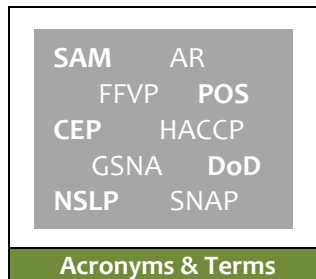 SAM AR
FFVP POS
CEP HACCP
GSNA DoD
NSLP SNAP
Acronyms & Terms